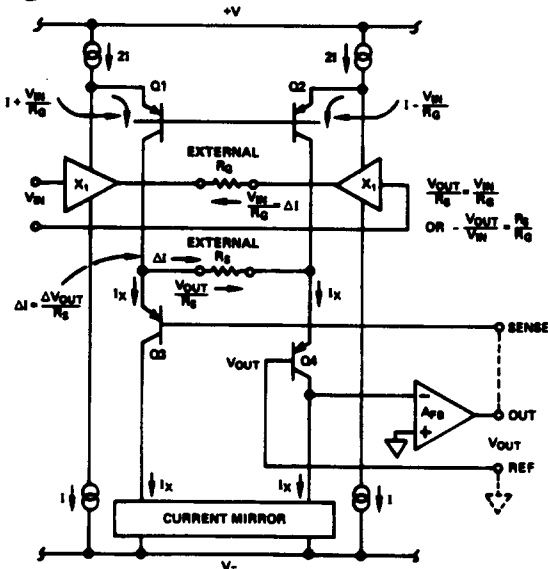 +V
2I
2I
Q1
Q2
I + VIN/RG
I - VIN/RG
EXTERNAL
RG
X1
X1
VIN
VIN/RG = ΔI
VOUT/RS = VIN/RG
OR - VOUT/VIN = RS/RG
EXTERNAL
ΔI
RS
VOUT/RS
ΔI = ΔVOUT/RS
IX
IX
SENSE
Q3
VOUT
Q4
-
AFB
+
OUT
VOUT
REF
I
IX
IX
I
CURRENT MIRROR